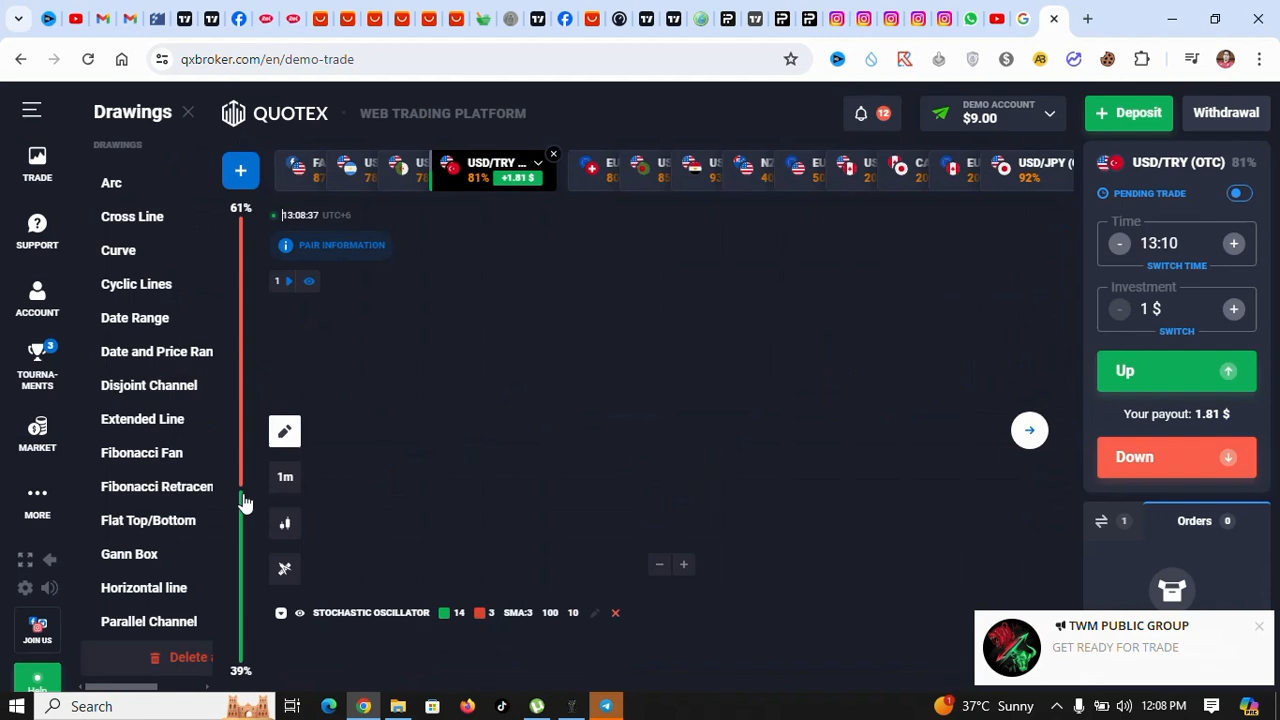 qxbroker.com/en/demo-trade
Drawings
QUOTEX
WEB TRADING PLATFORM
12
DEMO ACCOUNT
$9.00
Deposit
Withdrawal
TRADE
SUPPORT
ACCOUNT
3
TOURNA-
MENTS
MARKET
MORE
JOIN US
Help
DRAWINGS
Arc
Cross Line
Curve
Cyclic Lines
Date Range
Date and Price Ran
Disjoint Channel
Extended Line
Fibonacci Fan
Fibonacci Retracen
Flat Top/Bottom
Gann Box
Horizontal line
Parallel Channel
Delete a
61%
39%
USD/TRY ...
81% +1.81 $
USD/JPY (
92%
13:08:37 UTC+6
PAIR INFORMATION
1
1m
STOCHASTIC OSCILLATOR 14 3 SMA:3 100 10
USD/TRY (OTC) 81%
PENDING TRADE
Time
- 13:10 +
SWITCH TIME
Investment
- 1 $ +
SWITCH
Up
Your payout: 1.81 $
Down
1
Orders 0
TWM PUBLIC GROUP
GET READY FOR TRADE
Search
37°C Sunny
12:08 PM